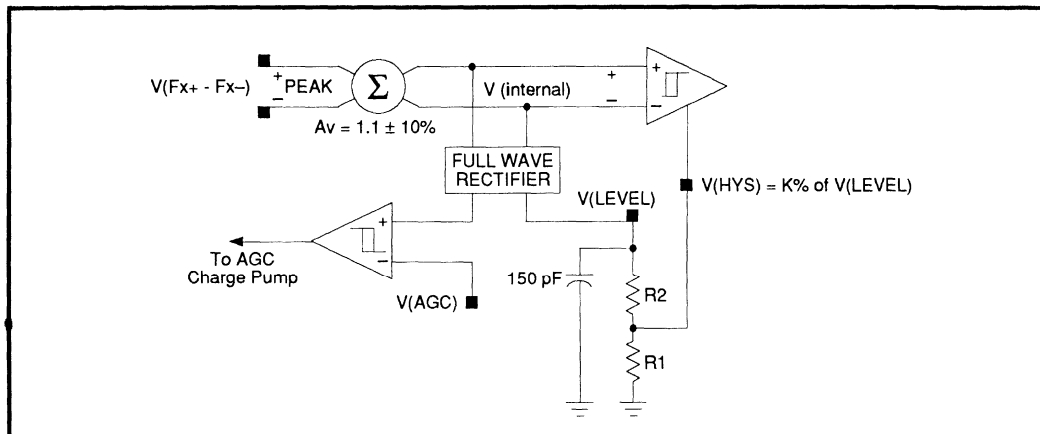 V(Fx+ - Fx–)
+
–
PEAK
Σ
Av = 1.1 ± 10%
V (internal)
+
–
+
–
FULL WAVE
RECTIFIER
V(HYS) = K% of V(LEVEL)
V(LEVEL)
+
–
To AGC
Charge Pump
V(AGC)
150 pF
R2
R1